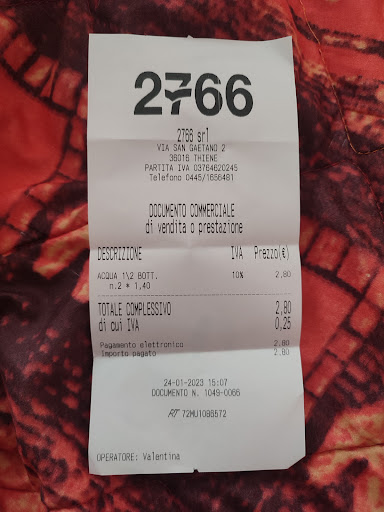 2766
2766 srl
VIA SAN GAETANO 2
36016 THIENE
PARTITA IVA 03764620245
Telefono 0445/1656481
DOCUMENTO COMMERCIALE
di vendita o prestazione
DESCRIZIONE IVA Prezzo(€)
ACQUA 1\2 BOTT. 10% 2,80
n.2 * 1,40
TOTALE COMPLESSIVO 2,80
di cui IVA 0,25
Pagamento elettronico 2,80
Importo pagato 2,80
24-01-2023 15:07
DOCUMENTO N. 1049-0066
RT 72MU1086572
OPERATORE: Valentina